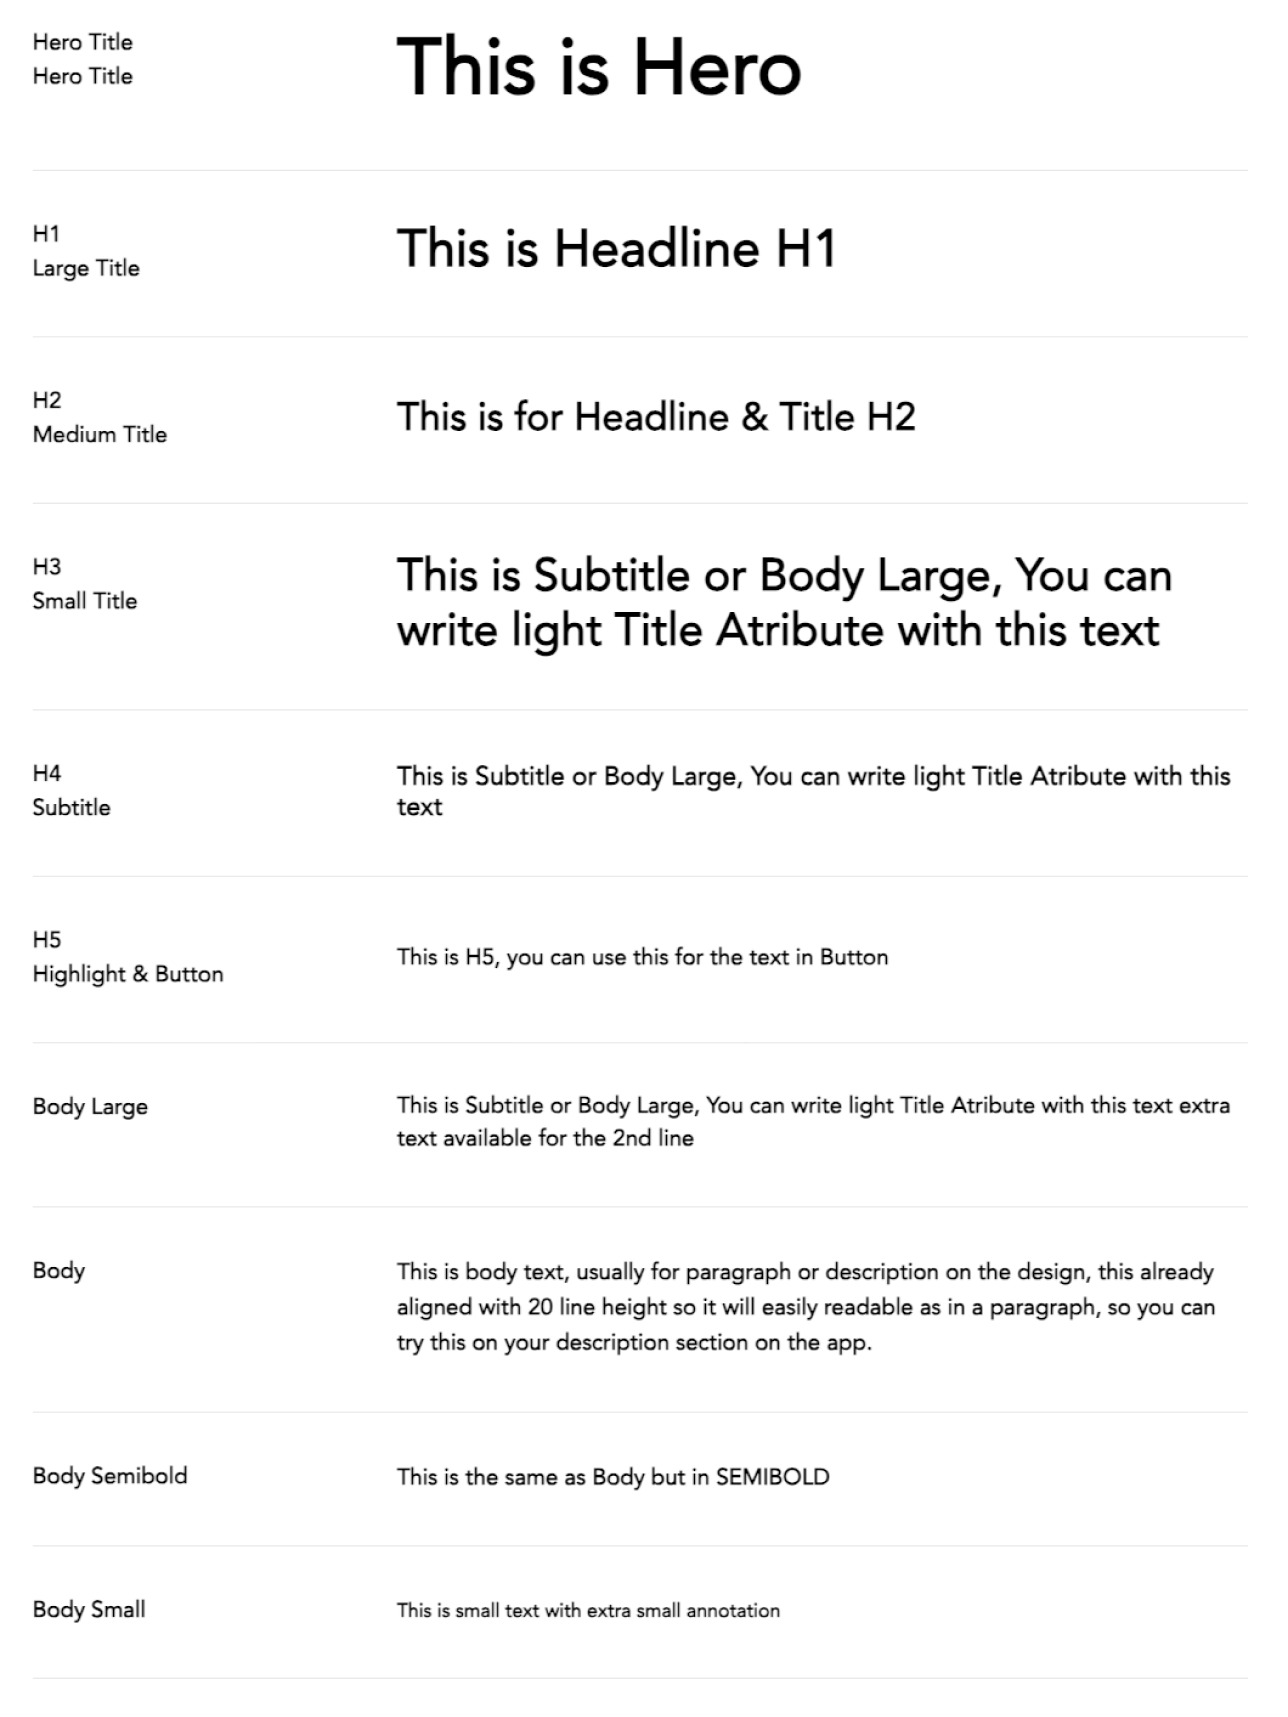 Hero Title
Hero Title
This is Hero
H1
Large Title
This is Headline H1
H2
Medium Title
This is for Headline & Title H2
H3
Small Title
This is Subtitle or Body Large, You can
write light Title Atribute with this text
H4
Subtitle
This is Subtitle or Body Large, You can write light Title Atribute with this
text
H5
Highlight & Button
This is H5, you can use this for the text in Button
Body Large
This is Subtitle or Body Large, You can write light Title Atribute with this text extra
text available for the 2nd line
Body
This is body text, usually for paragraph or description on the design, this already
aligned with 20 line height so it will easily readable as in a paragraph, so you can
try this on your description section on the app.
Body Semibold
This is the same as Body but in SEMIBOLD
Body Small
This is small text with extra small annotation